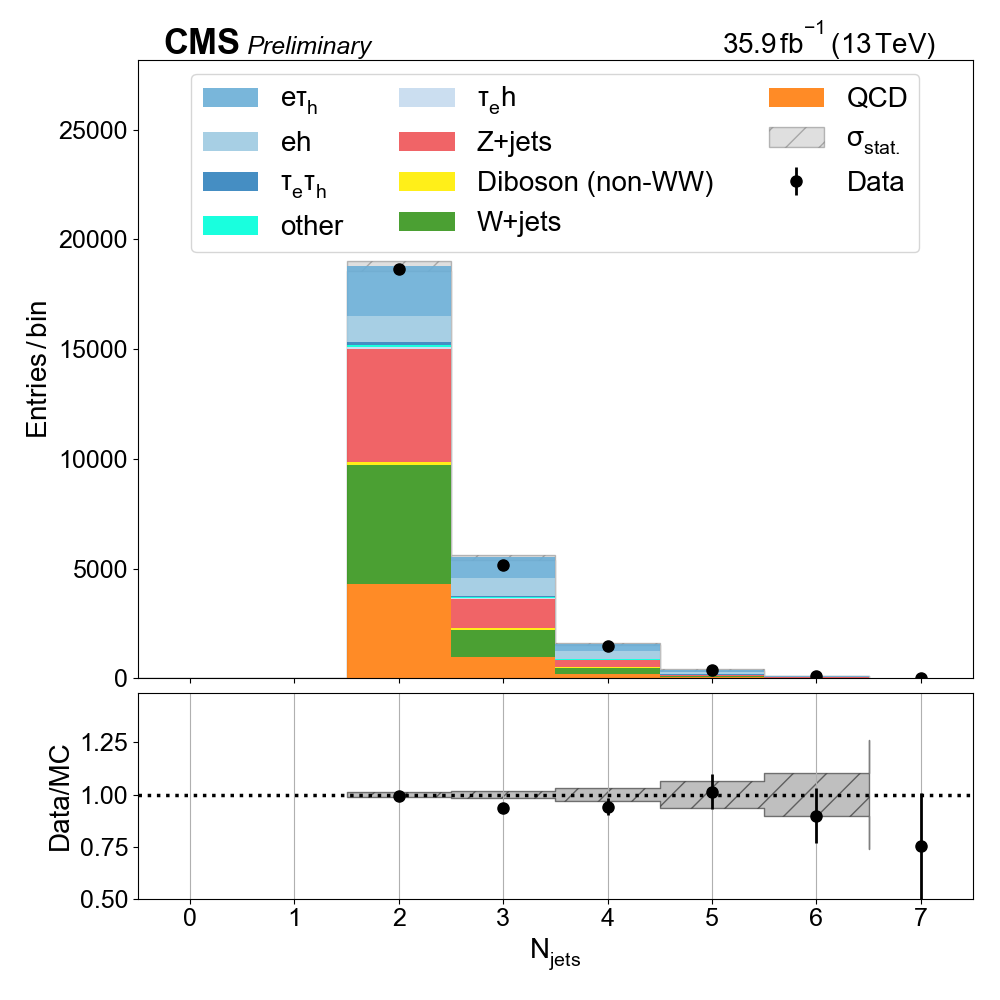 CMS Preliminary 35.9 fb⁻¹ (13 TeV)
eτₕ τₑh QCD
eh Z+jets σstat.
τₑτₕ Diboson (non-WW) Data
other W+jets
25000
20000
15000
10000
5000
0
Entries / bin
1.25
1.00
0.75
0.50
Data/MC
0 1 2 3 4 5 6 7
Njets